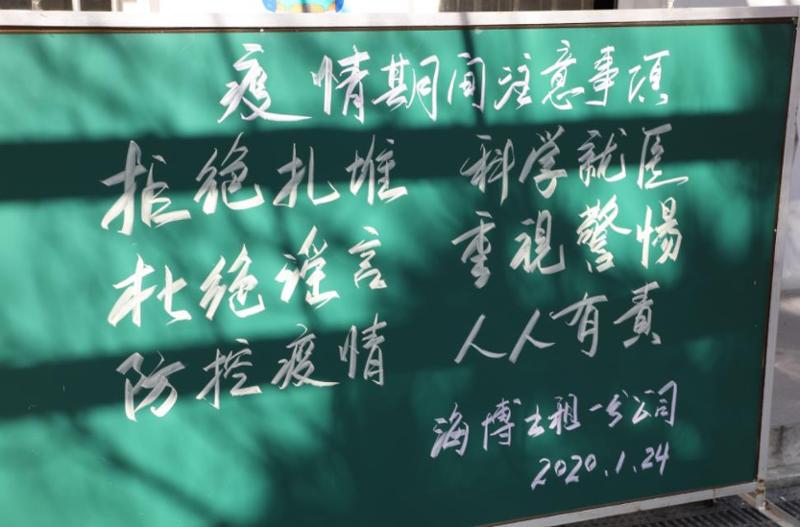 疫情期间注意事项
拒绝扎堆 科学就医
杜绝谣言 重视警惕
防控疫情 人人有责
海博出租一分公司
2020.1.24